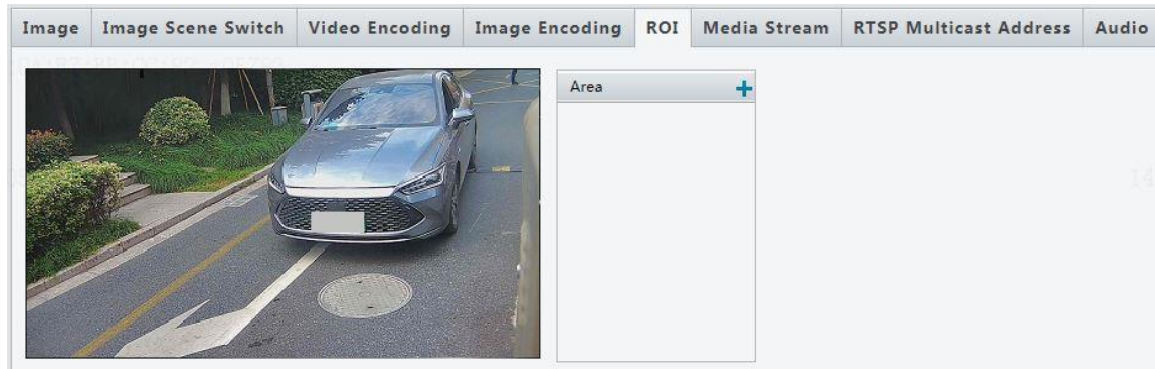 Image Image Scene Switch Video Encoding Image Encoding ROI Media Stream RTSP Multicast Address Audio
Area +